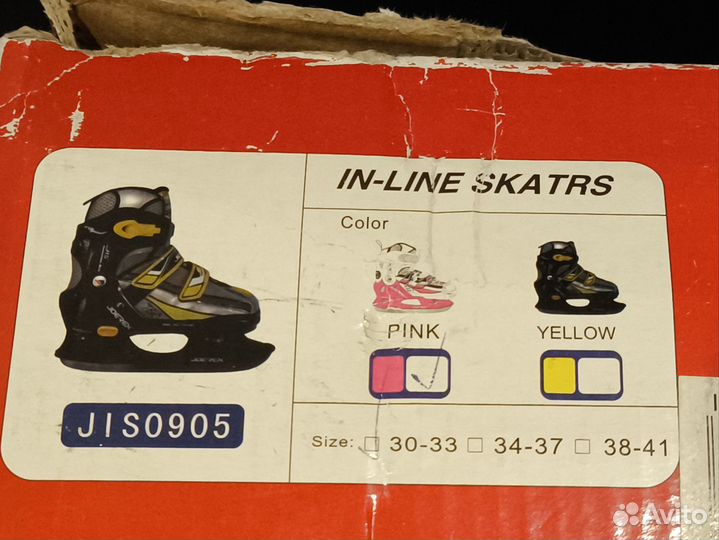 IN-LINE SKATRS
Color
PINK
YELLOW
JIS0905
Size: 30-33 34-37 38-41
Avito